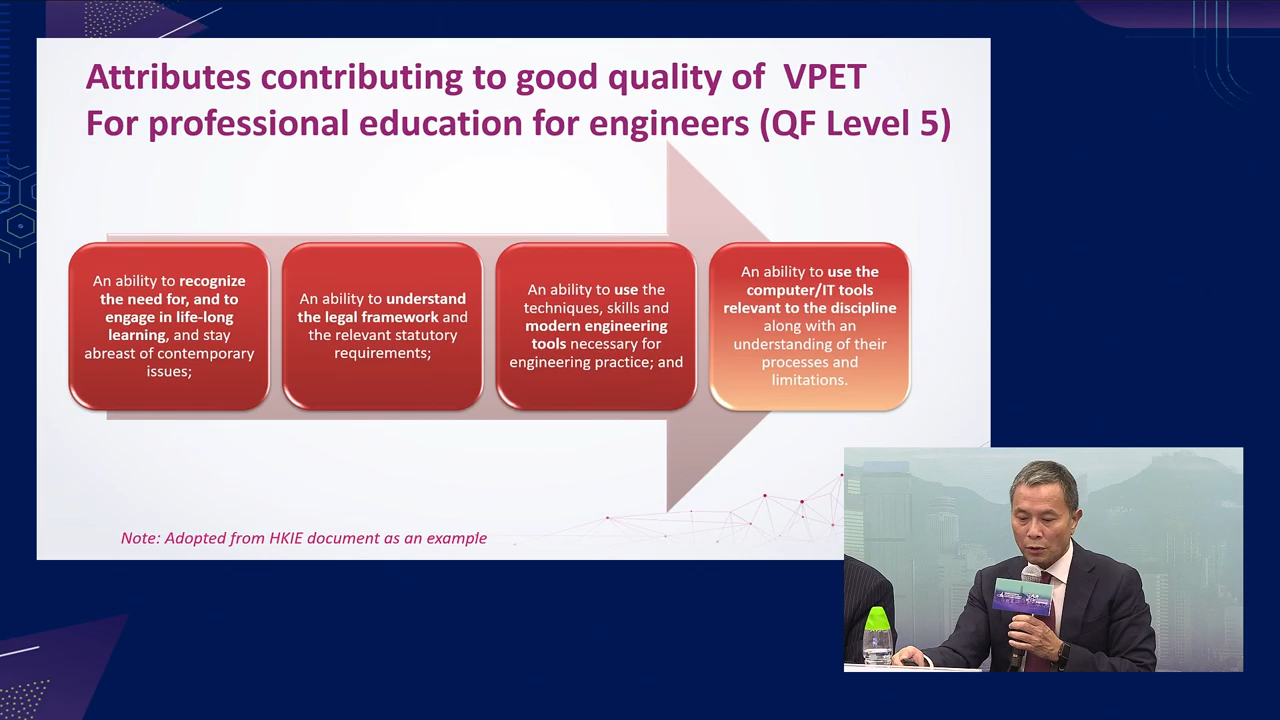 Attributes contributing to good quality of VPET
For professional education for engineers (QF Level 5)
An ability to recognize
the need for, and to
engage in life-long
learning, and stay
abreast of contemporary
issues;
An ability to understand
the legal framework and
the relevant statutory
requirements;
An ability to use the
techniques, skills and
modern engineering
tools necessary for
engineering practice; and
An ability to use the
computer/IT tools
relevant to the discipline
along with an
understanding of their
processes and
limitations.
Note: Adopted from HKIE document as an example